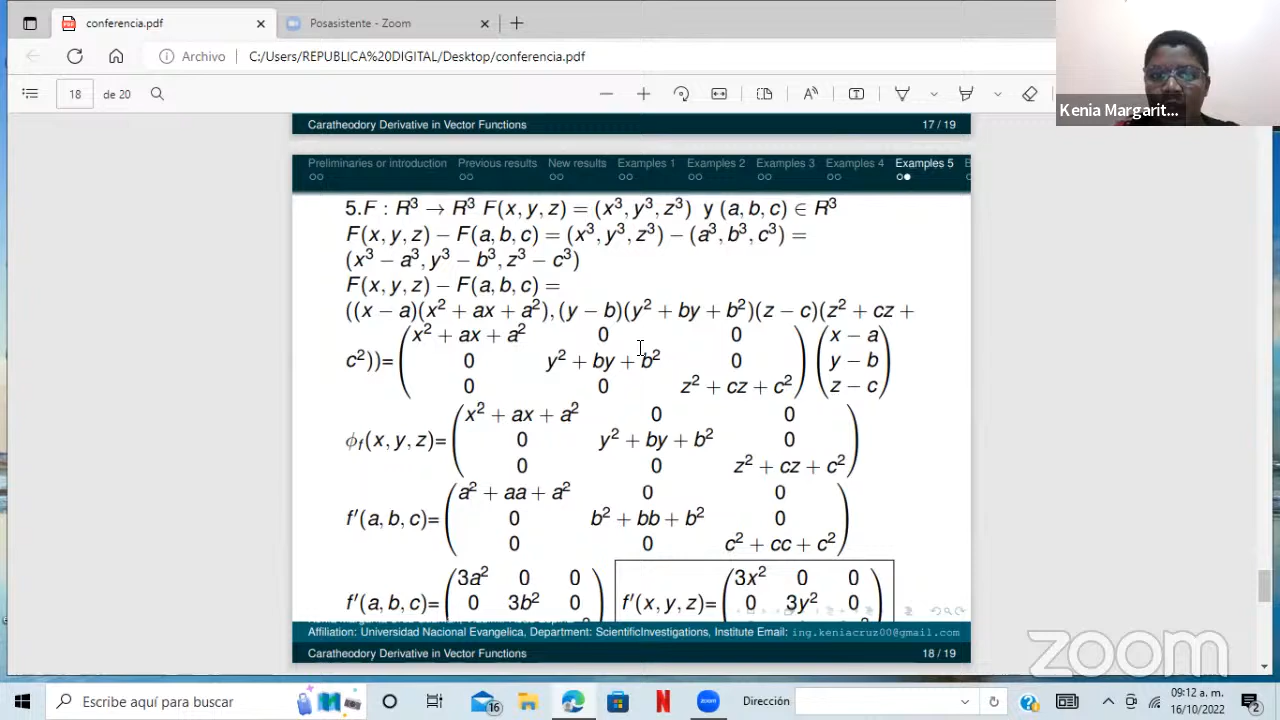 conferencia.pdf
Posasistente - Zoom
Archivo C:/Users/REPUBLICA%20DIGITAL/Desktop/conferencia.pdf
18 de 20
Kenia Margarit...
Caratheodory Derivative in Vector Functions 17 / 19
Preliminaries or introduction Previous results New results Examples 1 Examples 2 Examples 3 Examples 4 Examples 5
5.F : R³ → R³ F(x, y, z) = (x³, y³, z³) y (a, b, c) ∈ R³
F(x, y, z) − F(a, b, c) = (x³, y³, z³) − (a³, b³, c³) =
(x³ − a³, y³ − b³, z³ − c³)
F(x, y, z) − F(a, b, c) =
((x − a)(x² + ax + a²), (y − b)(y² + by + b²)(z − c)(z² + cz +
x² + ax + a² 0 0 x − a
c²))= 0 y² + by + b² 0 y − b
0 0 z² + cz + c² z − c
x² + ax + a² 0 0
ϕf(x, y, z)= 0 y² + by + b² 0
0 0 z² + cz + c²
a² + aa + a² 0 0
f′(a, b, c)= 0 b² + bb + b² 0
0 0 c² + cc + c²
3a² 0 0 3x² 0 0
f′(a, b, c)= 0 3b² 0 f′(x, y, z)= 0 3y² 0
Affiliation: Universidad Nacional Evangelica, Department: ScientificInvestigations, Institute Email: ing.keniacruz00@gmail.com
Caratheodory Derivative in Vector Functions 18 / 19
zoom
Escribe aquí para buscar
16
N
zoom
Dirección
09:12 a. m.
16/10/2022
2